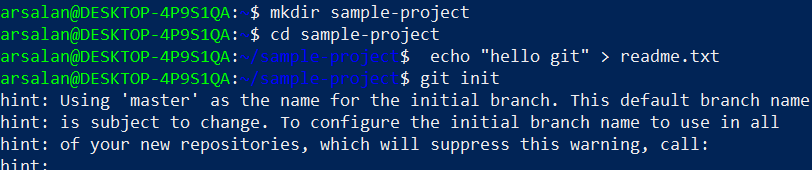 arsalan@DESKTOP-4P9S1QA:~$ mkdir sample-project
arsalan@DESKTOP-4P9S1QA:~$ cd sample-project
arsalan@DESKTOP-4P9S1QA:~/sample-project$  echo "hello git" > readme.txt
arsalan@DESKTOP-4P9S1QA:~/sample-project$ git init
hint: Using 'master' as the name for the initial branch. This default branch name
hint: is subject to change. To configure the initial branch name to use in all
hint: of your new repositories, which will suppress this warning, call:
hint: